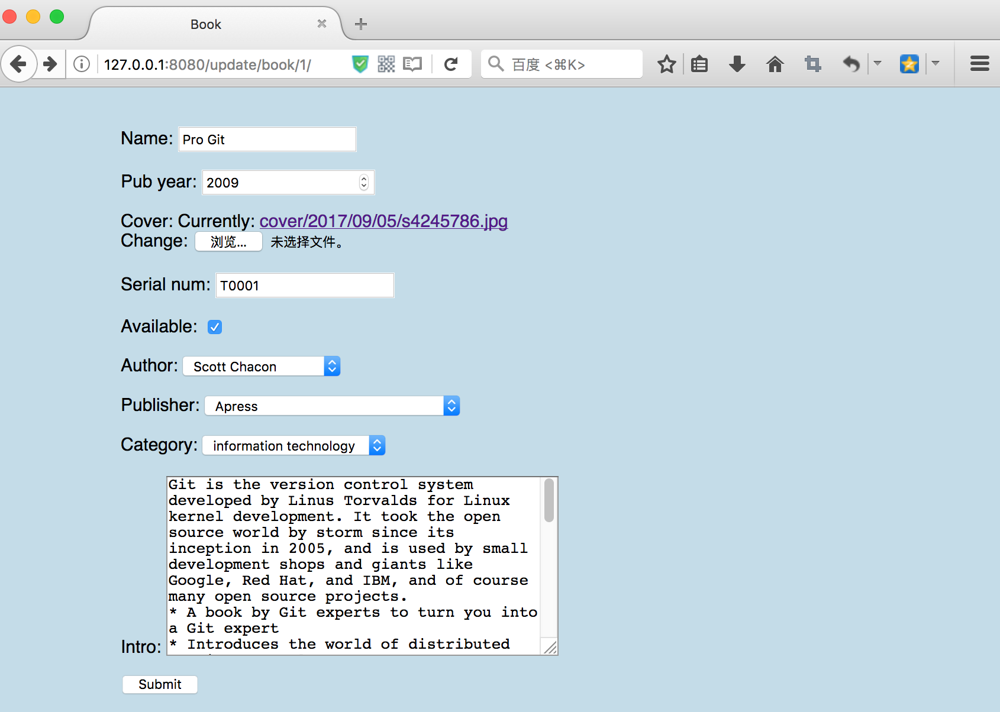 Book
127.0.0.1:8080/update/book/1/
百度 <⌘K>
Name: Pro Git
Pub year: 2009
Cover: Currently: cover/2017/09/05/s4245786.jpg
Change: 浏览... 未选择文件。
Serial num: T0001
Available:
Author: Scott Chacon
Publisher: Apress
Category: information technology
Git is the version control system
developed by Linus Torvalds for Linux
kernel development. It took the open
source world by storm since its
inception in 2005, and is used by small
development shops and giants like
Google, Red Hat, and IBM, and of course
many open source projects.
* A book by Git experts to turn you into
a Git expert
* Introduces the world of distributed
Intro:
Submit